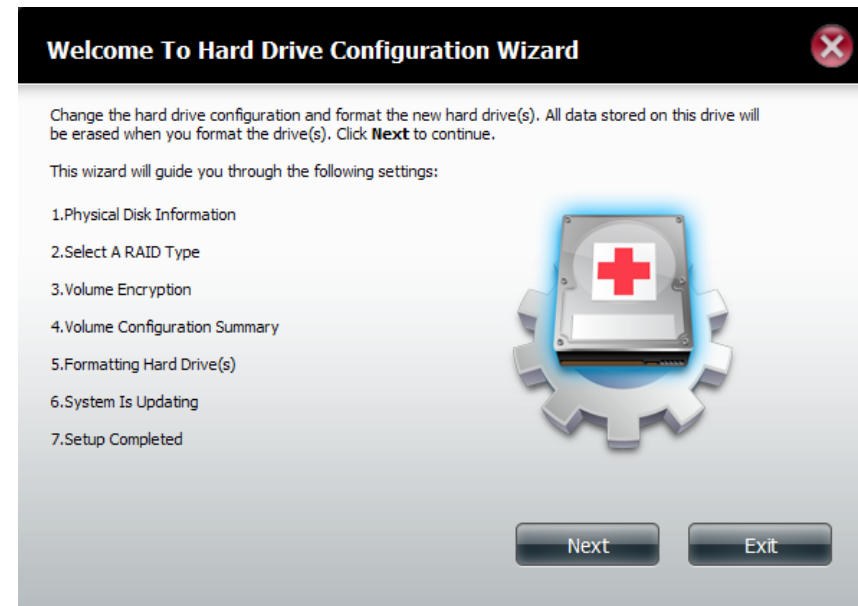 Welcome To Hard Drive Configuration Wizard
Change the hard drive configuration and format the new hard drive(s). All data stored on this drive will
be erased when you format the drive(s). Click Next to continue.
This wizard will guide you through the following settings:
1.Physical Disk Information
2.Select A RAID Type
3.Volume Encryption
4.Volume Configuration Summary
5.Formatting Hard Drive(s)
6.System Is Updating
7.Setup Completed
Next
Exit